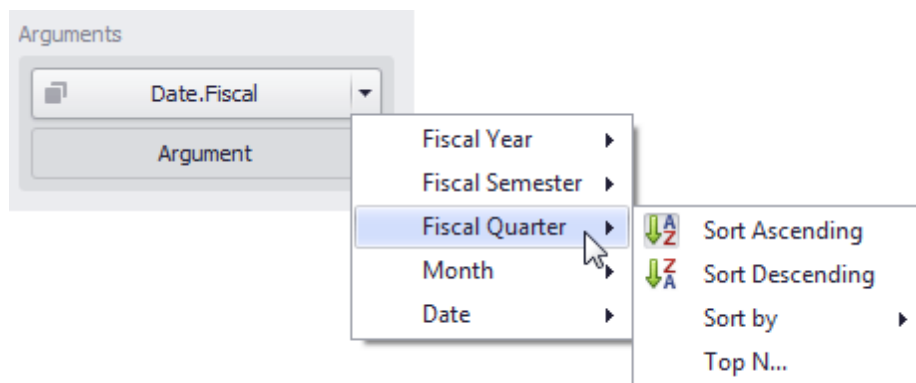 Arguments
Date.Fiscal
Argument
Fiscal Year
Fiscal Semester
Fiscal Quarter
Month
Date
A
Z
Sort Ascending
Z
A
Sort Descending
Sort by
Top N...